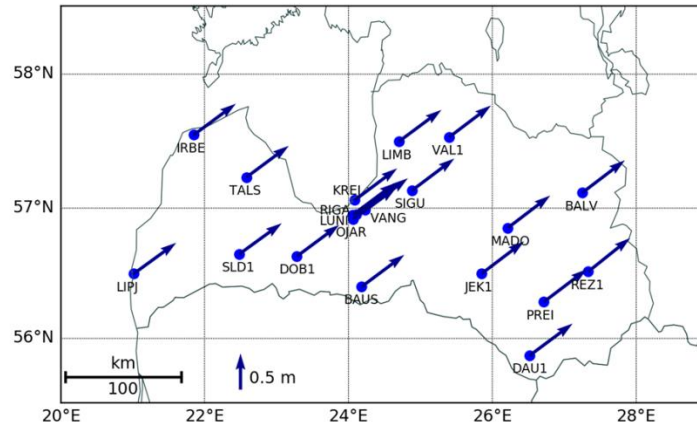 58°N
IRBE
LIMB
VAL1
TALS
KREI
SIGU
57°N
RIGA
VANG
BALV
LUNI
OJAR
MADO
SLD1
DOB1
LIPJ
BAUS
JEK1
REZ1
PREI
56°N
km
100
0.5 m
DAU1
20°E
22°E
24°E
26°E
28°E